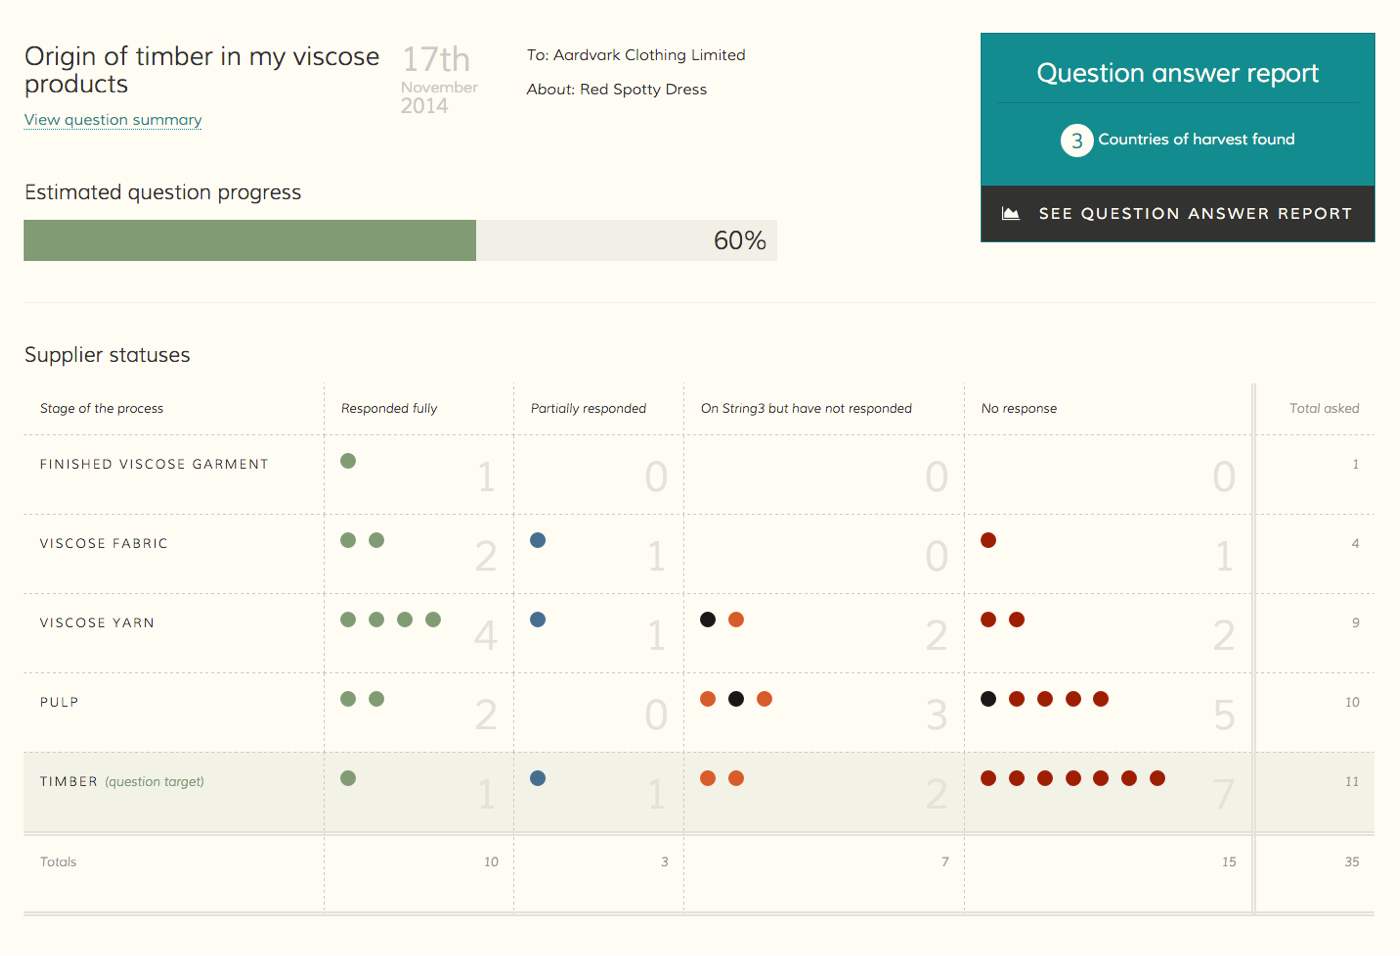 Origin of timber in my viscose
products
View question summary
17th
November
2014
To: Aardvark Clothing Limited
About: Red Spotty Dress
Question answer report
3 Countries of harvest found
SEE QUESTION ANSWER REPORT
Estimated question progress
60%
Supplier statuses
Stage of the process Responded fully Partially responded On String3 but have not responded No response Total asked
FINISHED VISCOSE GARMENT 1 0 0 0 1
VISCOSE FABRIC 2 1 0 1 4
VISCOSE YARN 4 1 2 2 9
PULP 2 0 3 5 10
TIMBER (question target) 1 1 2 7 11
Totals 10 3 7 15 35